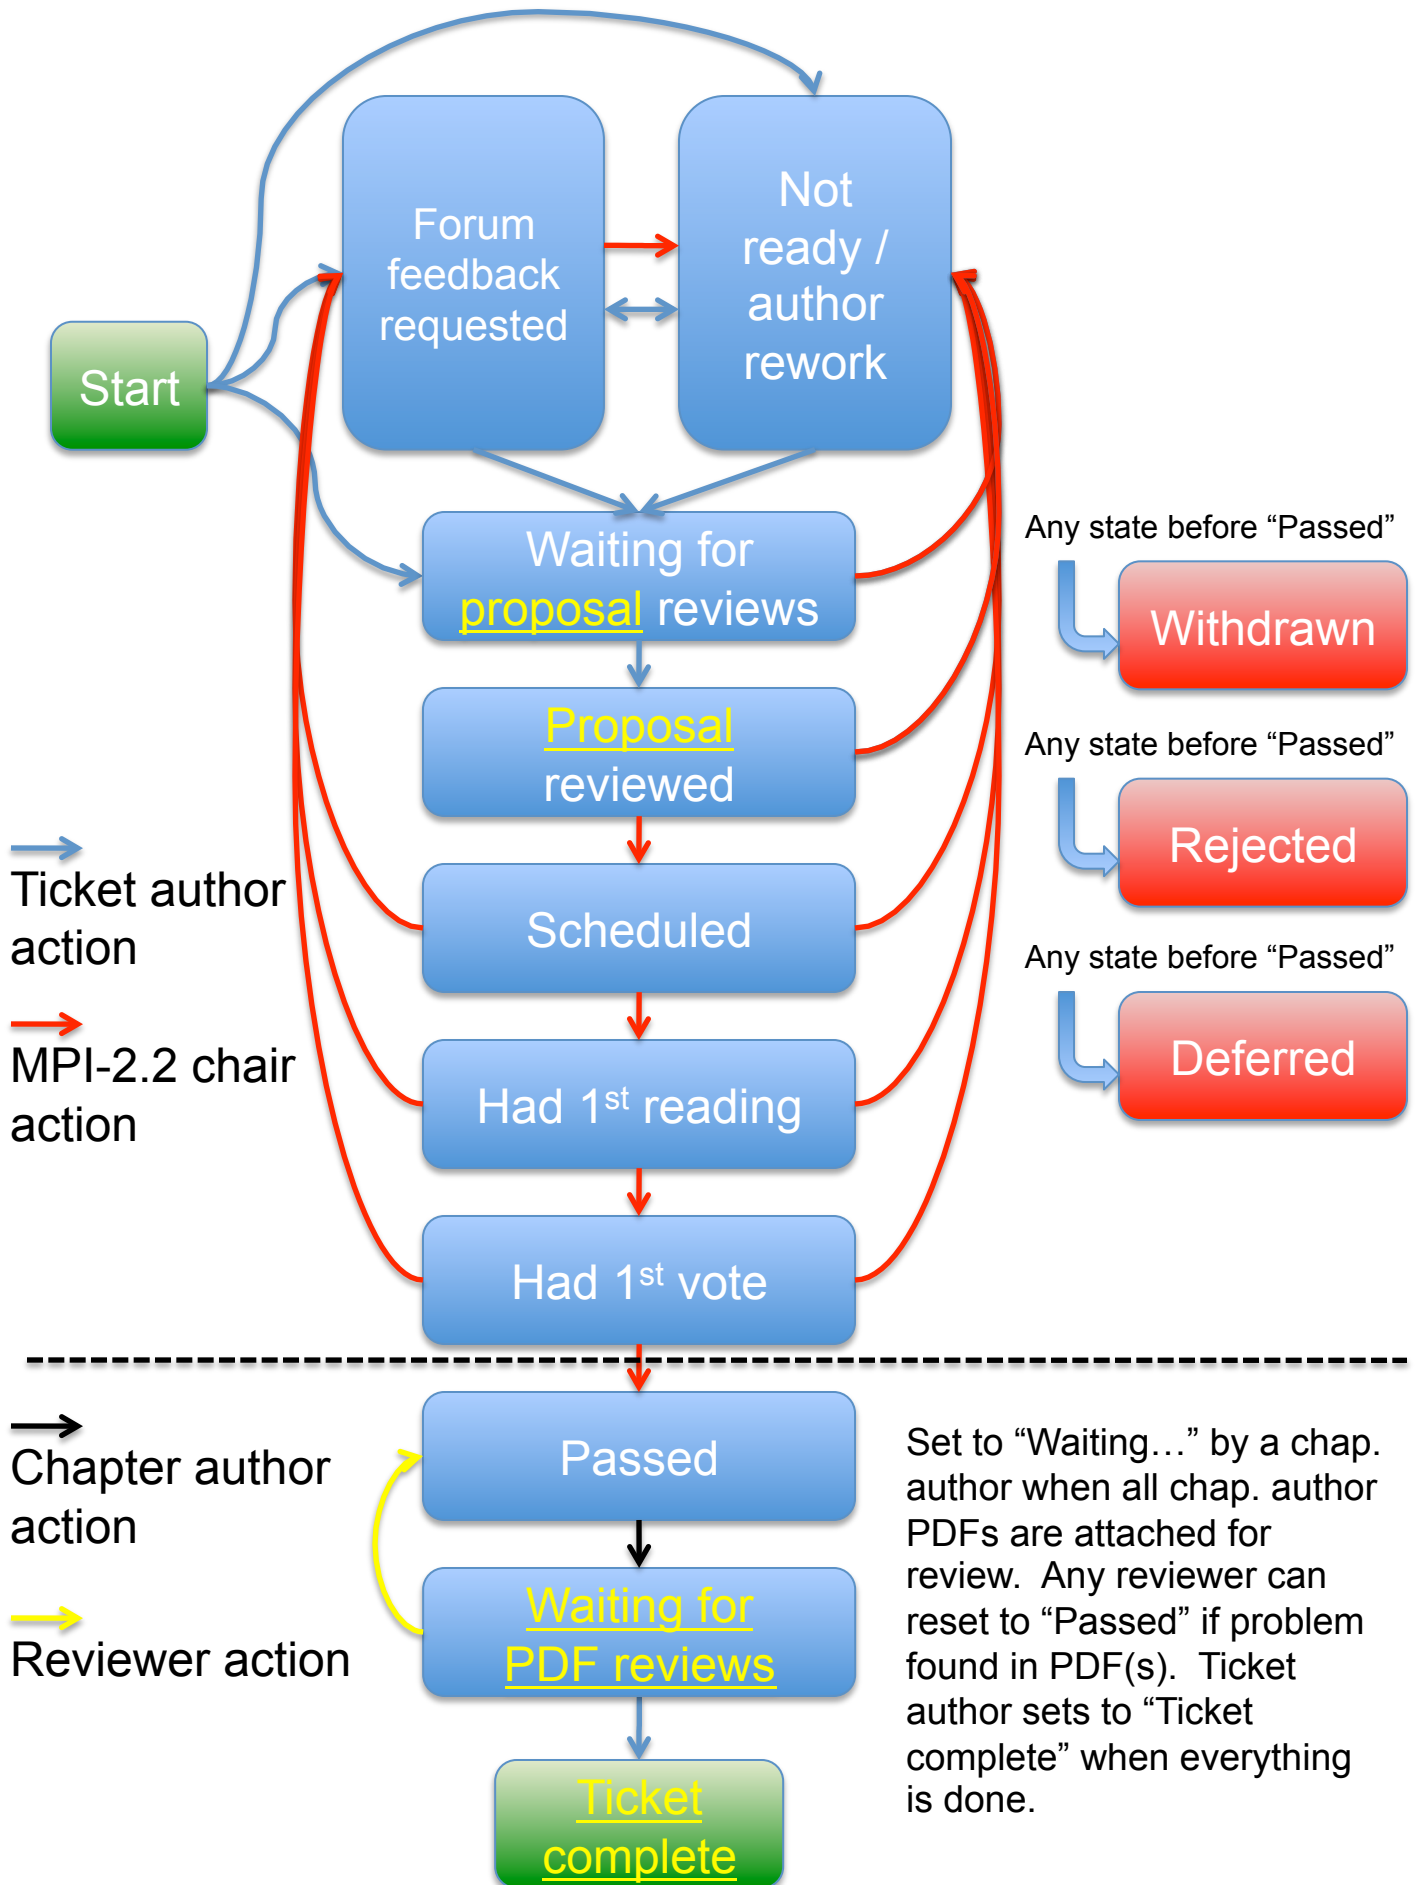 Start
Forum
feedback
requested
Not
ready /
author
rework
Waiting for
proposal reviews
Proposal
reviewed
Scheduled
Had 1st reading
Had 1st vote
Any state before “Passed”
Withdrawn
Any state before “Passed”
Rejected
Any state before “Passed”
Deferred
Ticket author
action
MPI-2.2 chair
action
Chapter author
action
Reviewer action
Passed
Waiting for
PDF reviews
Ticket
complete
Set to “Waiting…” by a chap.
author when all chap. author
PDFs are attached for
review.  Any reviewer can
reset to “Passed” if problem
found in PDF(s).  Ticket
author sets to “Ticket
complete” when everything
is done.